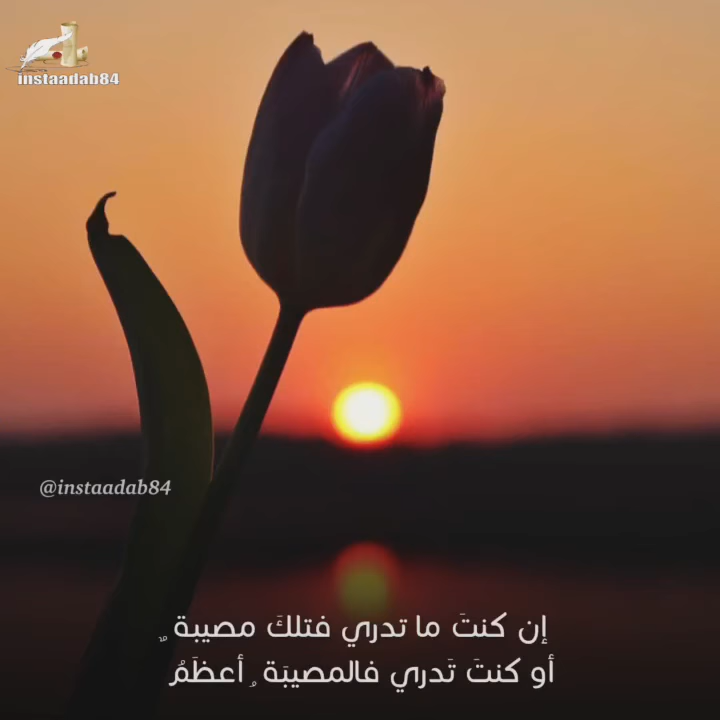 instaadab84
@instaadab84
إن كنتَ ما تدري فتلكَ مصيبة ٌ
أو كنتَ تَدري فالمصيبَة ُ أعظَمُ